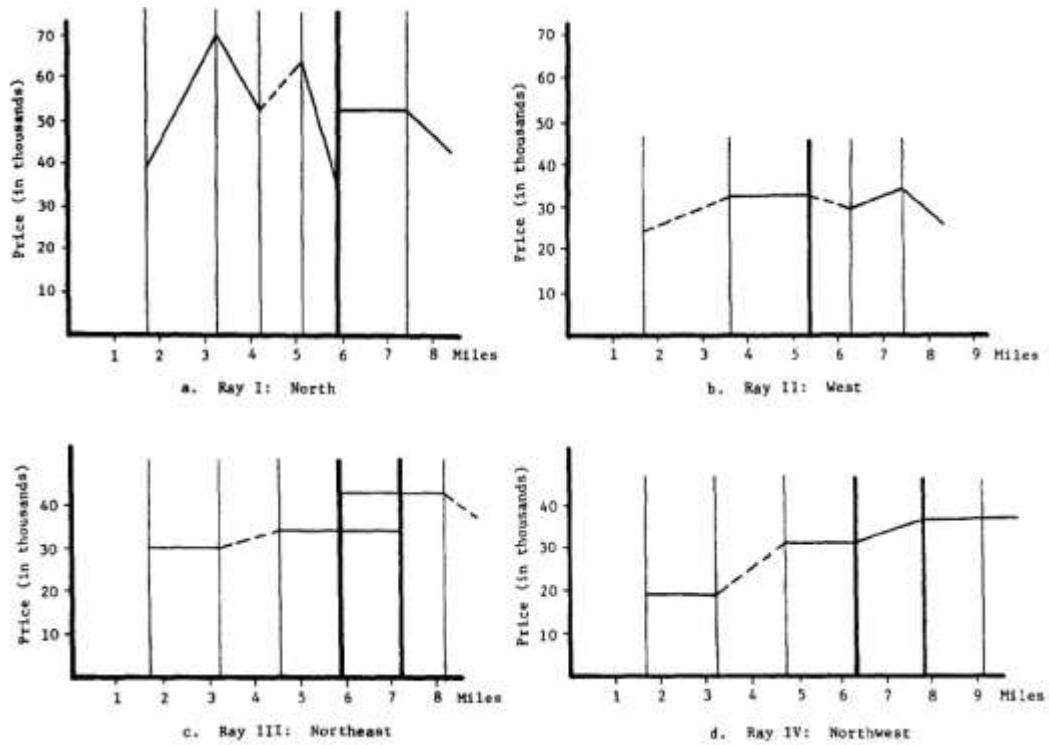 Price (in thousands)
70
60
50
40
30
20
10
1 2 3 4 5 6 7 8 Miles
a. Ray I: North
Price (in thousands)
70
60
50
40
30
20
10
1 2 3 4 5 6 7 8 9 Miles
b. Ray II: West
Price (in thousands)
40
30
20
10
1 2 3 4 5 6 7 8 Miles
c. Ray III: Northeast
Price (in thousands)
40
30
20
10
1 2 3 4 5 6 7 8 9 Miles
d. Ray IV: Northwest